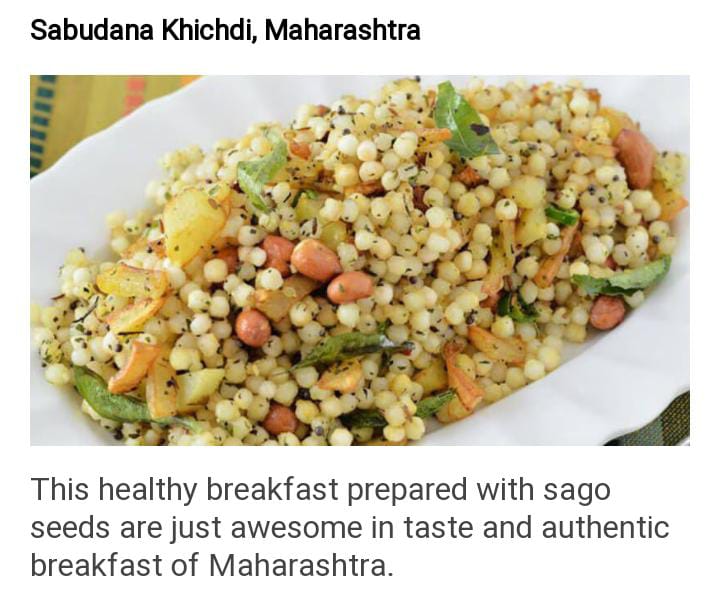 Sabudana Khichdi, Maharashtra
This healthy breakfast prepared with sago
seeds are just awesome in taste and authentic
breakfast of Maharashtra.